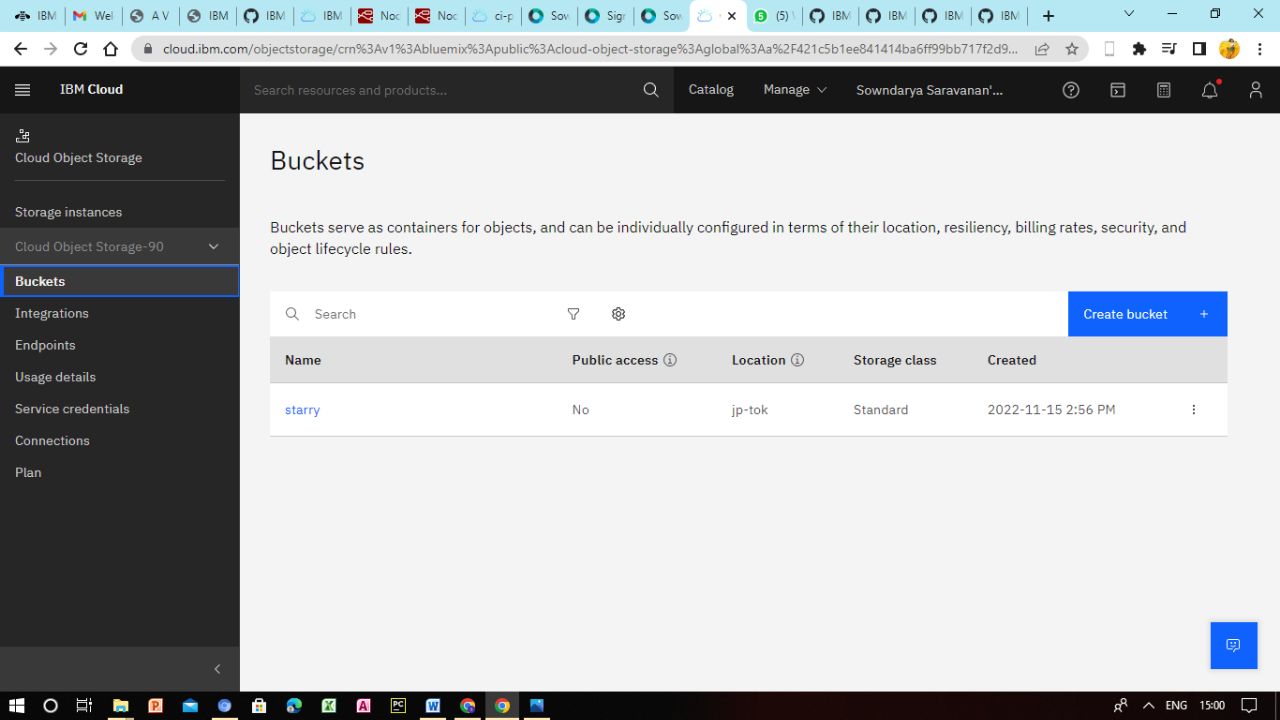 IBM
Wel
A V
IBM
IBM
IBM
Noc
Noc
ci-p
Sow
Sigr
Sow
(5)
IBM
IBM
IBM
IBM
cloud.ibm.com/objectstorage/crn%3Av1%3Abluemix%3Apublic%3Acloud-object-storage%3Aglobal%3Aa%2F421c5b1ee841414ba6ff99bb717f2d9...
IBM Cloud
Search resources and products...
Catalog
Manage
Sowndarya Saravanan'...
Cloud Object Storage
Storage instances
Cloud Object Storage-90
Buckets
Integrations
Endpoints
Usage details
Service credentials
Connections
Plan
Buckets
Buckets serve as containers for objects, and can be individually configured in terms of their location, resiliency, billing rates, security, and
object lifecycle rules.
Search
Create bucket +
Name Public access Location Storage class Created
starry No jp-tok Standard 2022-11-15 2:56 PM
ENG 15:00